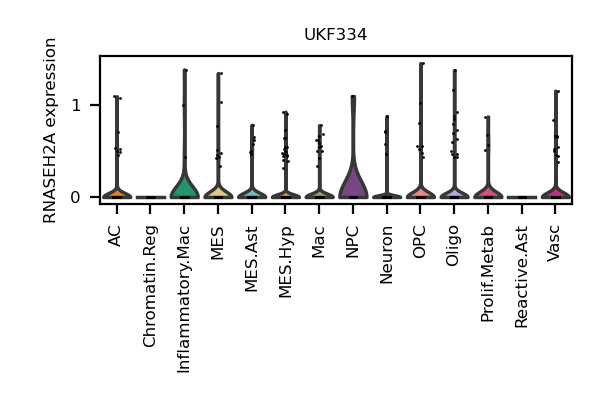 UKF334
RNASEH2A expression
1
0
AC
Chromatin.Reg
Inflammatory.Mac
MES
MES.Ast
MES.Hyp
Mac
NPC
Neuron
OPC
Oligo
Prolif.Metab
Reactive.Ast
Vasc